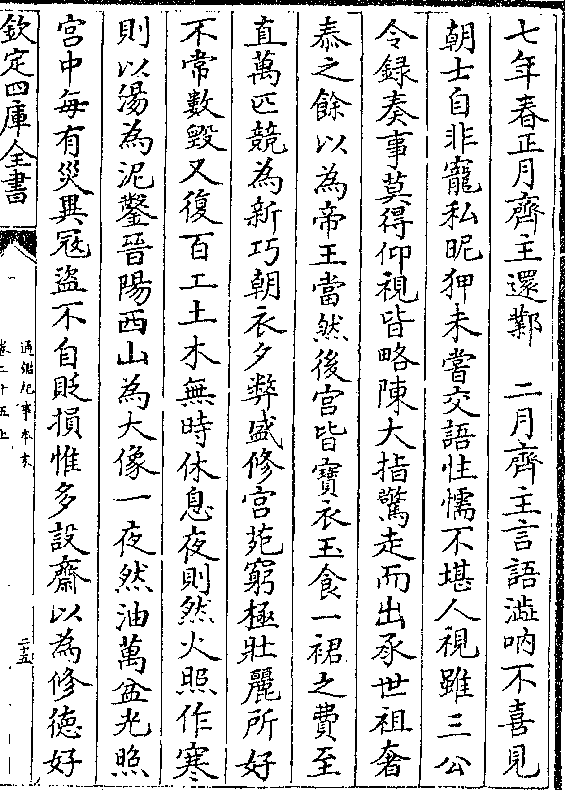 七年春正月齊主還鄴　二月齊主言語澁吶不喜見
朝士自非寵私昵狎未嘗交語性懦不堪人視雖三公
令録奏事莫得仰視皆略陳大指驚走而出承世祖奢
泰之餘以為帝王當然後宫皆寶衣玉食一裙之費至
直萬匹競為新巧朝衣夕弊盛修宫苑窮極壯麗所好
不常數毁又復百工土木無時休息夜則然火照作寒
則以湯為泥鑿晉陽西山為大像一夜然油萬盆光照
宫中每有災異冦盜不自貶損惟多設齋以為修德好
欽定四庫全書
通鑑紀事本末
卷二十五上
二五